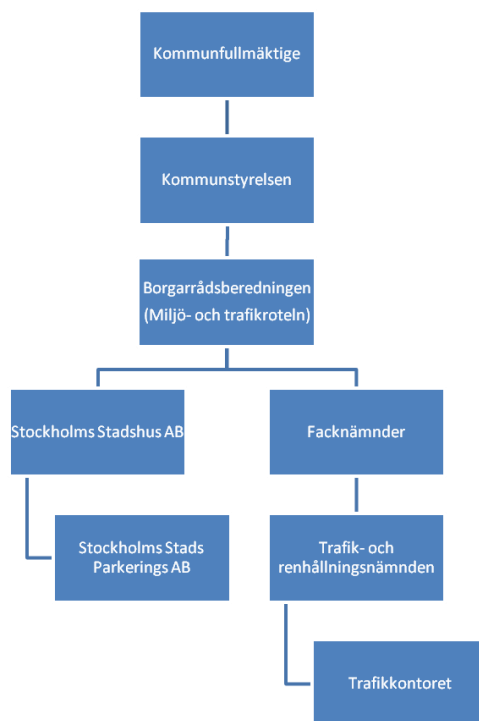 Kommunfullmäktige
Kommunstyrelsen
Borgarrådsberedningen
(Miljö- och trafikroteln)
Stockholms Stadshus AB
Facknämnder
Stockholms Stads
Parkerings AB
Trafik- och
renhållningsnämnden
Trafikkontoret